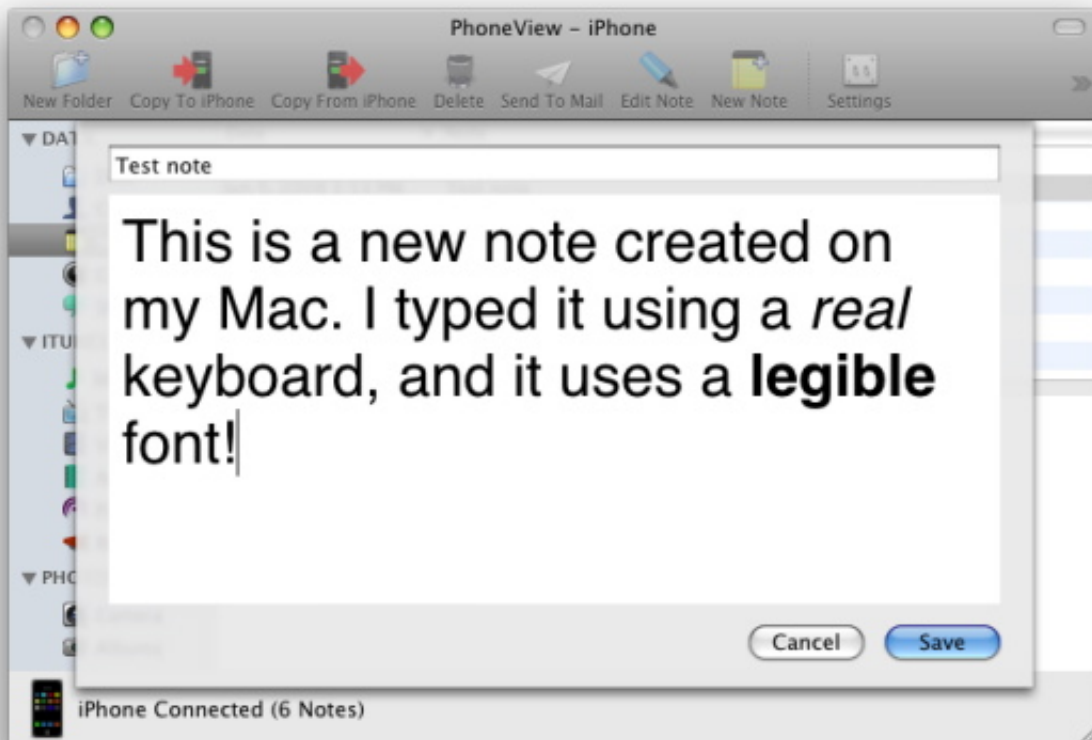 PhoneView – iPhone
New Folder Copy To iPhone Copy From iPhone Delete Send To Mail Edit Note New Note Settings
DAT
Test note
This is a new note created on
my Mac. I typed it using a real
keyboard, and it uses a legible
font!
ITU
PHO
Cancel Save
iPhone Connected (6 Notes)